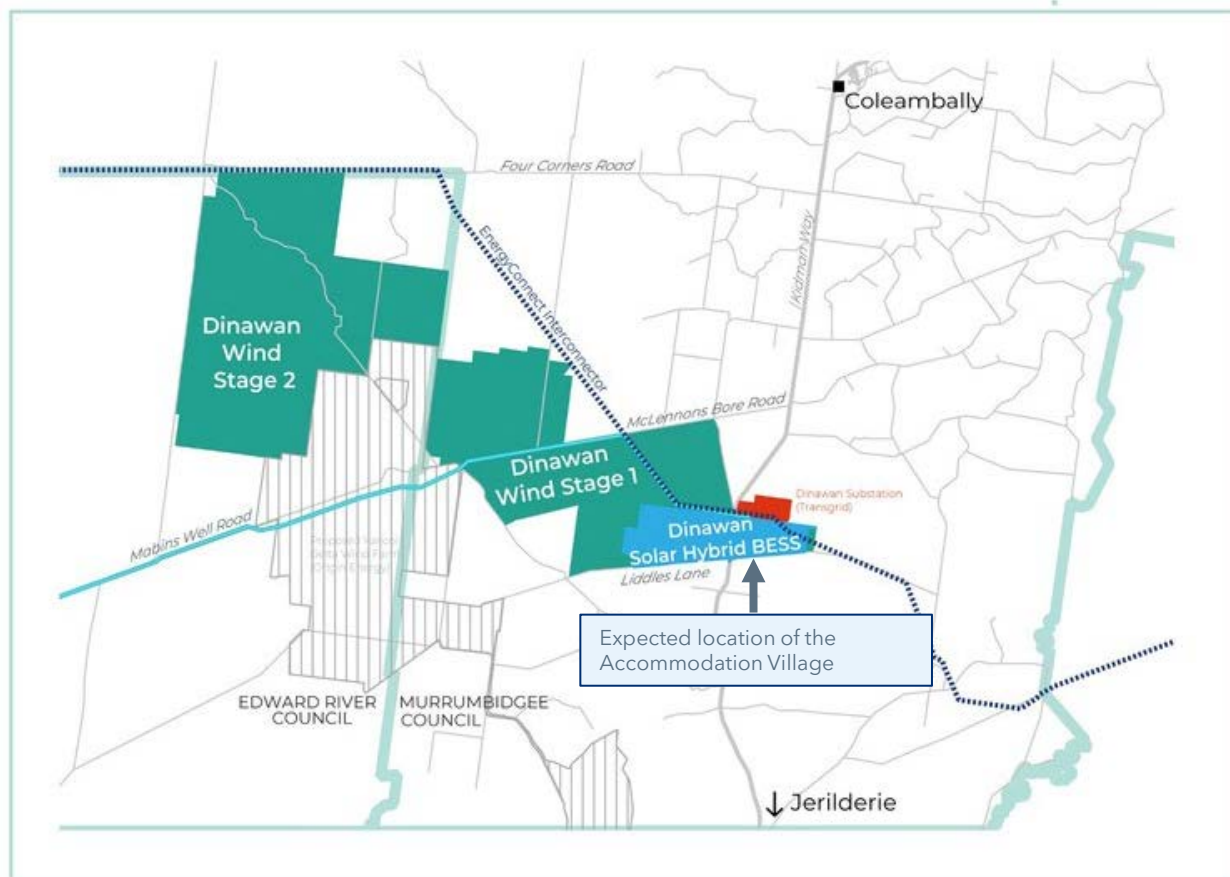 Coleambally
Four Corners Road
Kidman Way
EnergyConnect Interconnector
Dinawan
Wind
Stage 2
McLennons Bore Road
Dinawan
Wind Stage 1
Dinawan Substation
(Transgrid)
Mabins Well Road
Dinawan
Solar Hybrid BESS
Liddles Lane
Expected location of the
Accommodation Village
EDWARD RIVER
COUNCIL
MURRUMBIDGEE
COUNCIL
Jerilderie